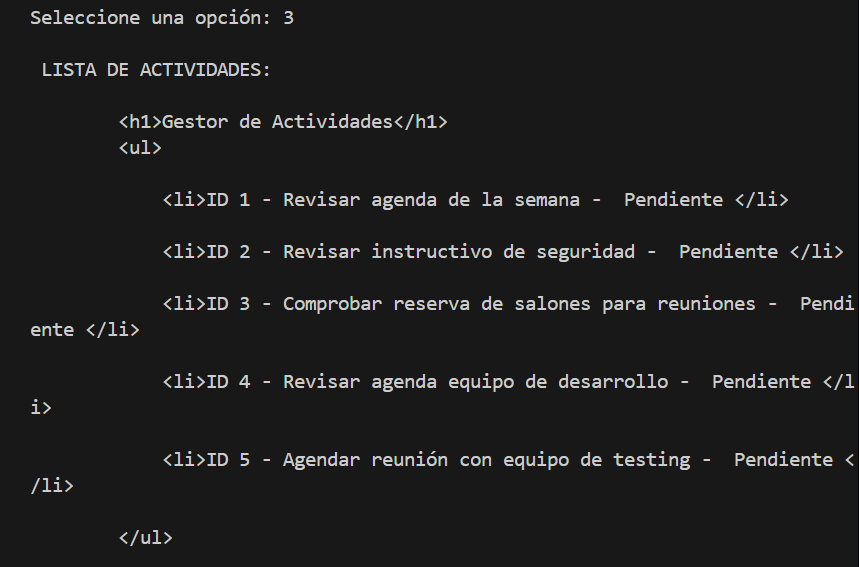 Seleccione una opción: 3
LISTA DE ACTIVIDADES:
<h1>Gestor de Actividades</h1>
<ul>
<li>ID 1 - Revisar agenda de la semana -  Pendiente </li>
<li>ID 2 - Revisar instructivo de seguridad -  Pendiente </li>
<li>ID 3 - Comprobar reserva de salones para reuniones -  Pendi
ente </li>
<li>ID 4 - Revisar agenda equipo de desarrollo -  Pendiente </l
i>
<li>ID 5 - Agendar reunión con equipo de testing -  Pendiente <
/li>
</ul>